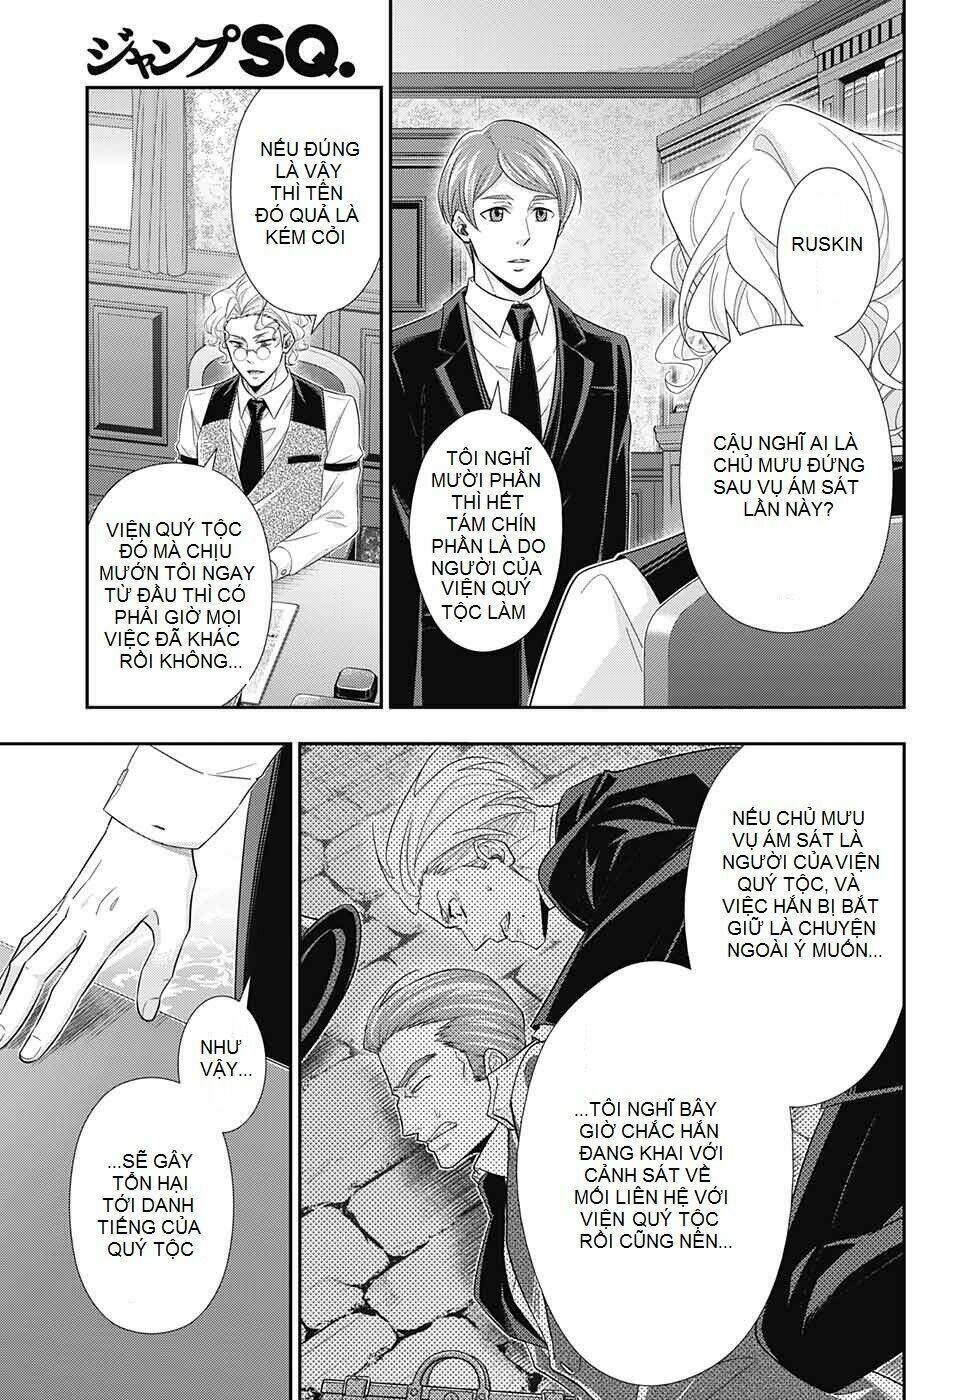 ジャンプSQ.
RUSKIN
CẬU NGHĨ AI LÀ
CHỦ MƯU ĐỨNG
SAU VỤ ÁM SÁT
LẦN NÀY?
TÔI NGHĨ
MƯỜI PHẦN
THÌ HẾT
TÁM CHÍN
PHẦN LÀ DO
NGƯỜI CỦA
VIỆN QUÝ
TỘC LÀM
NẾU ĐÚNG
LÀ VẬY
THÌ TÊN
ĐÓ QUẢ LÀ
KÉM CỎI
VIỆN QUÝ TỘC
ĐÓ MÀ CHỊU
MƯỚN TÔI NGAY
TỪ ĐẦU THÌ CÓ
PHẢI GIỜ MỌI
VIỆC ĐÃ KHÁC
RỒI KHÔNG...
NẾU CHỦ MƯU
VỤ ÁM SÁT LÀ
NGƯỜI CỦA VIỆN
QUÝ TỘC, VÀ
VIỆC HẮN BỊ BẮT
GIỮ LÀ CHUYỆN
NGOÀI Ý MUỐN...
...TÔI NGHĨ BÂY
GIỜ CHẮC HẮN
ĐANG KHAI VỚI
CẢNH SÁT VỀ
MỐI LIÊN HỆ VỚI
VIỆN QUÝ TỘC
RỒI CŨNG NÊN...
NHƯ
VẬY...
...SẼ GÂY
TỔN HẠI
TỚI DANH
TIẾNG CỦA
QUÝ TỘC